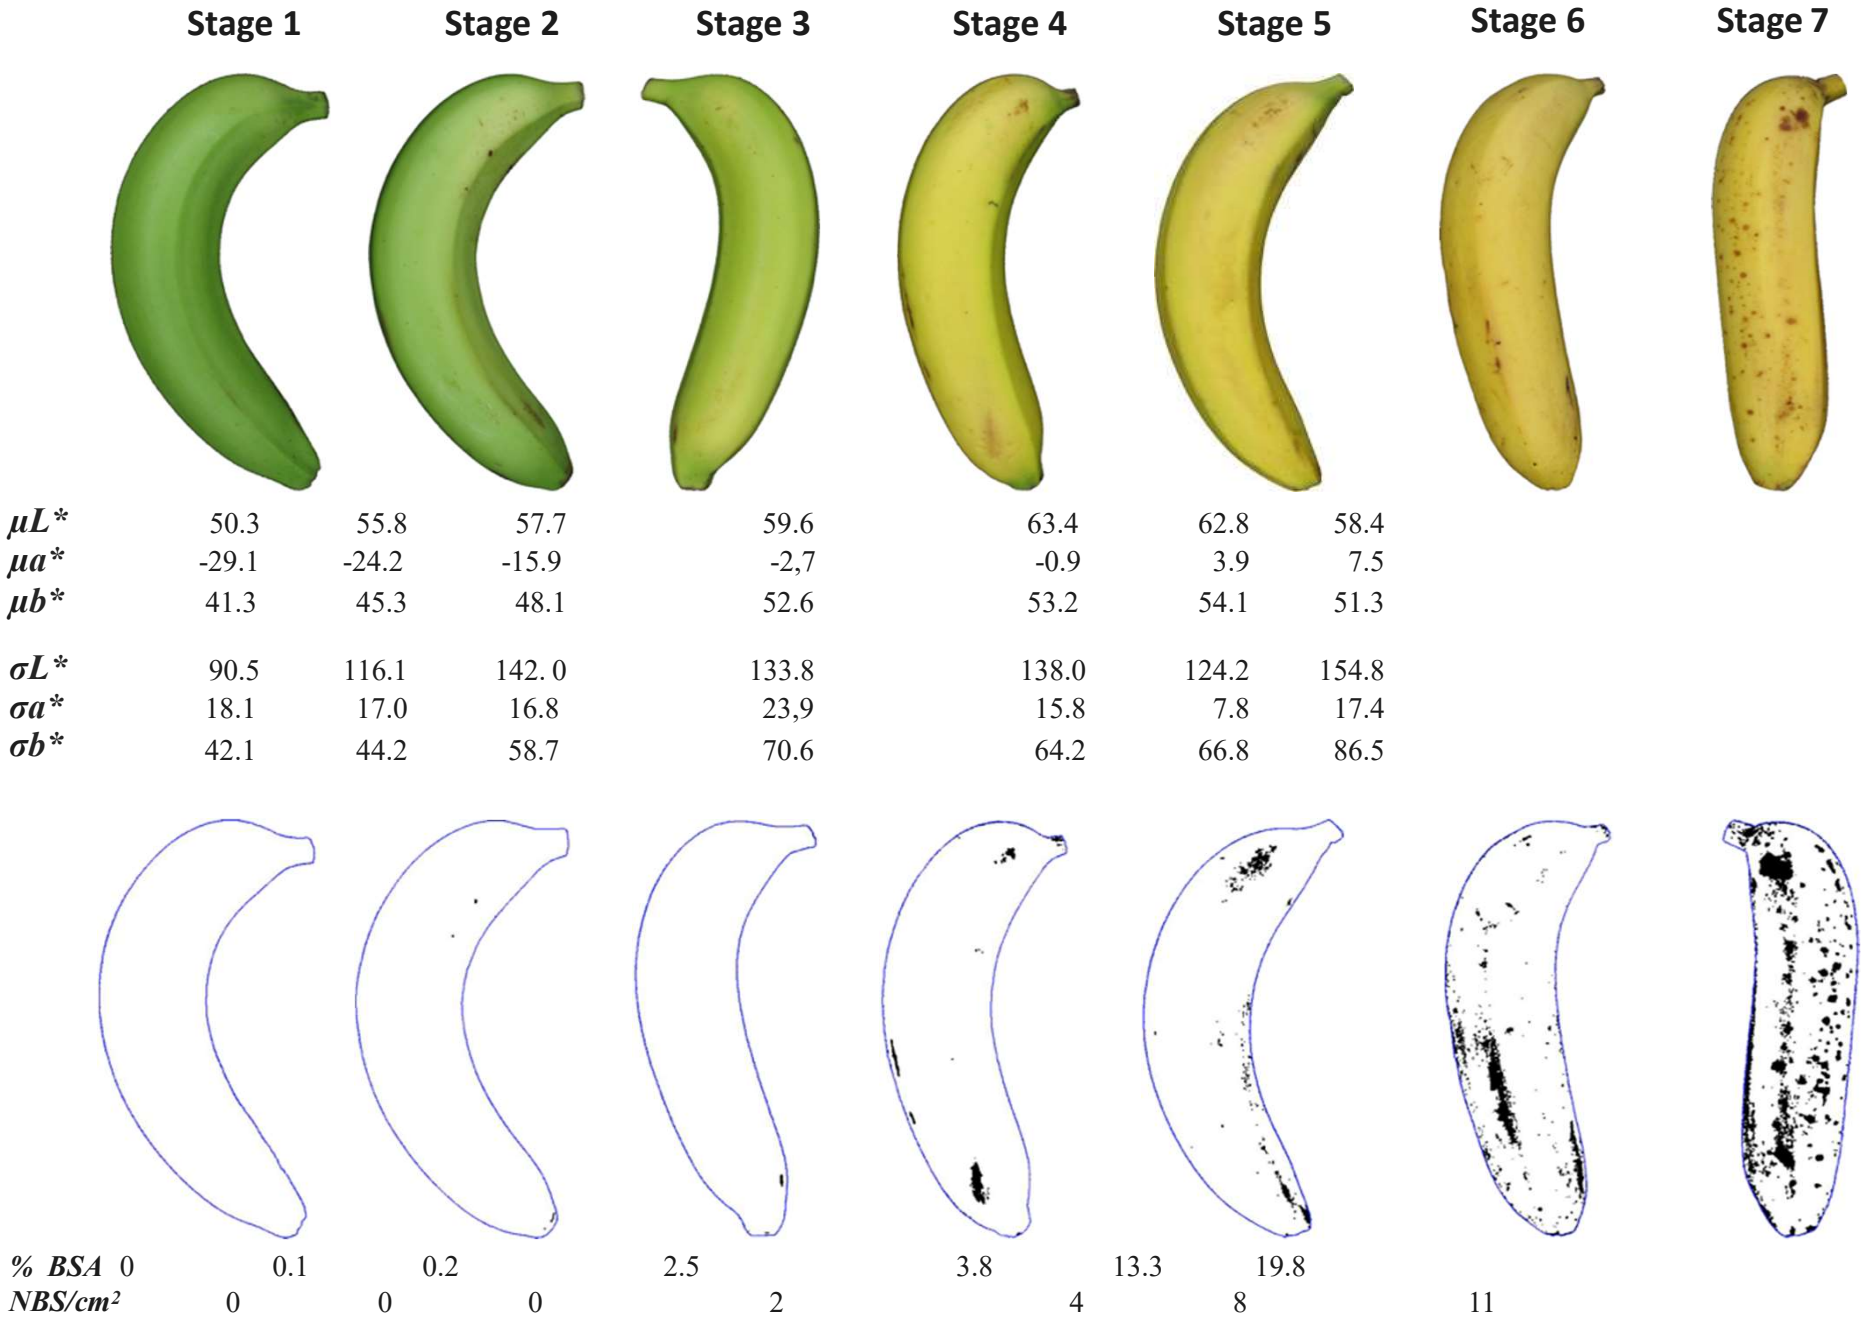 Stage 1 Stage 2 Stage 3 Stage 4 Stage 5 Stage 6 Stage 7
μL* 50.3 55.8 57.7 59.6 63.4 62.8 58.4
μa* -29.1 -24.2 -15.9 -2,7 -0.9 3.9 7.5
μb* 41.3 45.3 48.1 52.6 53.2 54.1 51.3
σL* 90.5 116.1 142. 0 133.8 138.0 124.2 154.8
σa* 18.1 17.0 16.8 23,9 15.8 7.8 17.4
σb* 42.1 44.2 58.7 70.6 64.2 66.8 86.5
% BSA 0 0.1 0.2 2.5 3.8 13.3 19.8
NBS/cm² 0 0 0 2 4 8 11